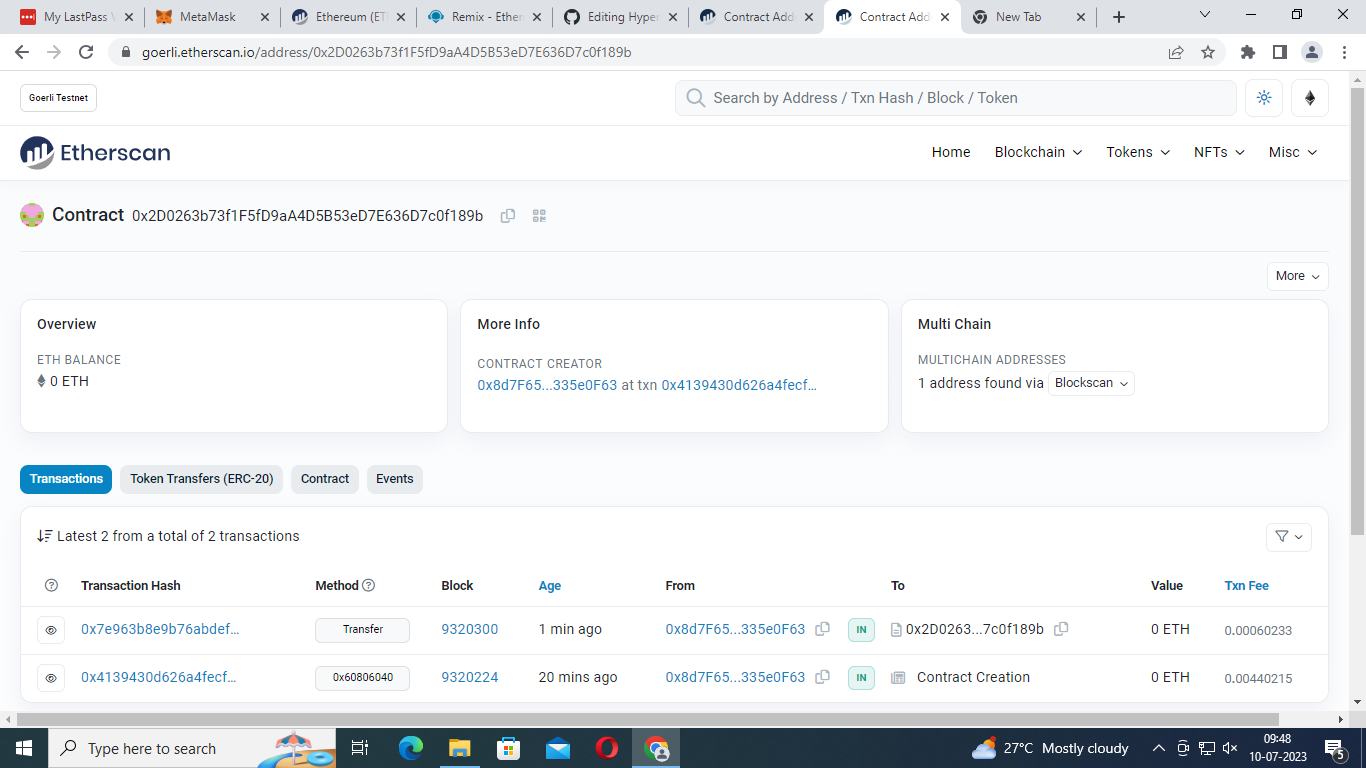 My LastPass V
MetaMask
Ethereum (ET
Remix - Ether
Editing Hyper
Contract Add
Contract Add
New Tab
goerli.etherscan.io/address/0x2D0263b73f1F5fD9aA4D5B53eD7E636D7c0f189b
Goerli Testnet
Search by Address / Txn Hash / Block / Token
Etherscan
Home Blockchain Tokens NFTs Misc
Contract 0x2D0263b73f1F5fD9aA4D5B53eD7E636D7c0f189b
More
Overview
ETH BALANCE
0 ETH
More Info
CONTRACT CREATOR
0x8d7F65...335e0F63 at txn 0x4139430d626a4fecf...
Multi Chain
MULTICHAIN ADDRESSES
1 address found via Blockscan
Transactions Token Transfers (ERC-20) Contract Events
Latest 2 from a total of 2 transactions
Transaction Hash Method Block Age From To Value Txn Fee
0x7e963b8e9b76abdef... Transfer 9320300 1 min ago 0x8d7F65...335e0F63 IN 0x2D0263...7c0f189b 0 ETH 0.00060233
0x4139430d626a4fecf... 0x60806040 9320224 20 mins ago 0x8d7F65...335e0F63 IN Contract Creation 0 ETH 0.00440215
Type here to search
27°C Mostly cloudy
09:48
10-07-2023
5